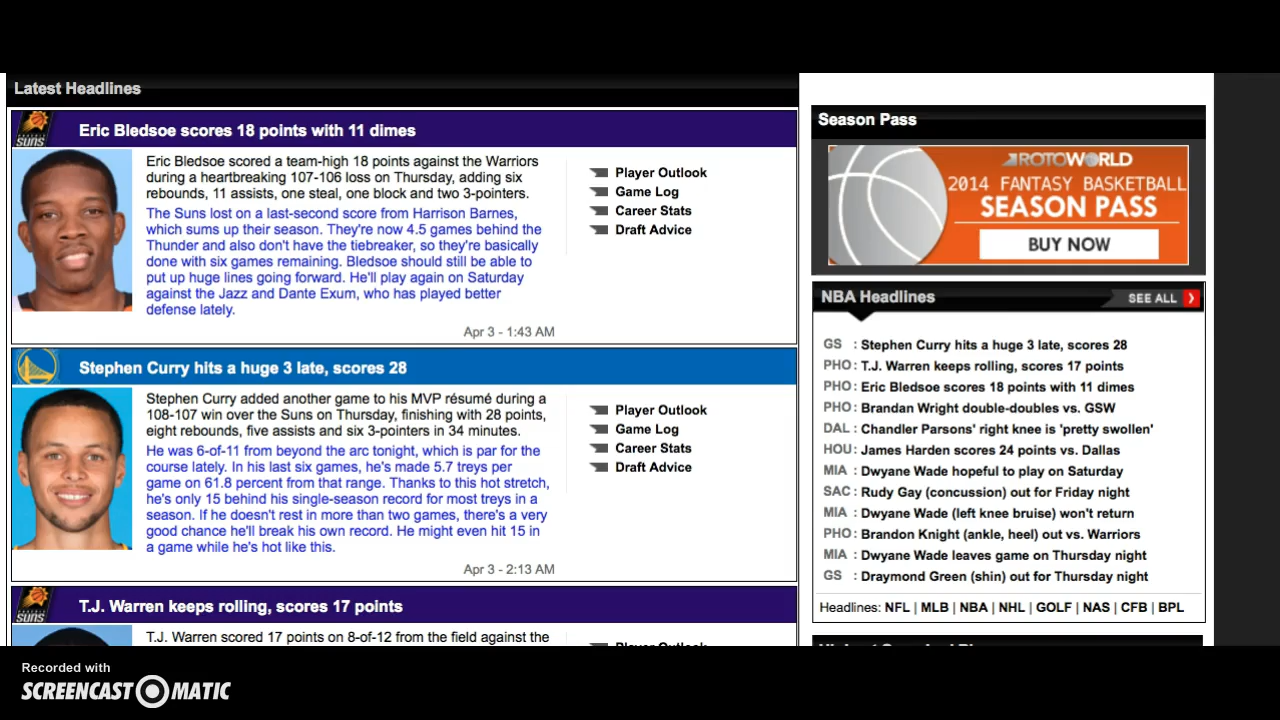 Latest Headlines
SUNS
Eric Bledsoe scores 18 points with 11 dimes
Eric Bledsoe scored a team-high 18 points against the Warriors
during a heartbreaking 107-106 loss on Thursday, adding six
rebounds, 11 assists, one steal, one block and two 3-pointers.
The Suns lost on a last-second score from Harrison Barnes,
which sums up their season. They're now 4.5 games behind the
Thunder and also don't have the tiebreaker, so they're basically
done with six games remaining. Bledsoe should still be able to
put up huge lines going forward. He'll play again on Saturday
against the Jazz and Dante Exum, who has played better
defense lately.
Apr 3 - 1:43 AM
Player Outlook
Game Log
Career Stats
Draft Advice
Stephen Curry hits a huge 3 late, scores 28
Stephen Curry added another game to his MVP résumé during a
108-107 win over the Suns on Thursday, finishing with 28 points,
eight rebounds, five assists and six 3-pointers in 34 minutes.
He was 6-of-11 from beyond the arc tonight, which is par for the
course lately. In his last six games, he's made 5.7 treys per
game on 61.8 percent from that range. Thanks to this hot stretch,
he's only 15 behind his single-season record for most treys in a
season. If he doesn't rest in more than two games, there's a very
good chance he'll break his own record. He might even hit 15 in
a game while he's hot like this.
Apr 3 - 2:13 AM
Player Outlook
Game Log
Career Stats
Draft Advice
SUNS
T.J. Warren keeps rolling, scores 17 points
T.J. Warren scored 17 points on 8-of-12 from the field against the
Player Outlook
Season Pass
ROTOWORLD
2014 FANTASY BASKETBALL
SEASON PASS
BUY NOW
NBA Headlines
SEE ALL
GS : Stephen Curry hits a huge 3 late, scores 28
PHO : T.J. Warren keeps rolling, scores 17 points
PHO : Eric Bledsoe scores 18 points with 11 dimes
PHO : Brandan Wright double-doubles vs. GSW
DAL : Chandler Parsons' right knee is 'pretty swollen'
HOU : James Harden scores 24 points vs. Dallas
MIA : Dwyane Wade hopeful to play on Saturday
SAC : Rudy Gay (concussion) out for Friday night
MIA : Dwyane Wade (left knee bruise) won't return
PHO : Brandon Knight (ankle, heel) out vs. Warriors
MIA : Dwyane Wade leaves game on Thursday night
GS : Draymond Green (shin) out for Thursday night
Headlines: NFL | MLB | NBA | NHL | GOLF | NAS | CFB | BPL
Recorded with
SCREENCAST O MATIC